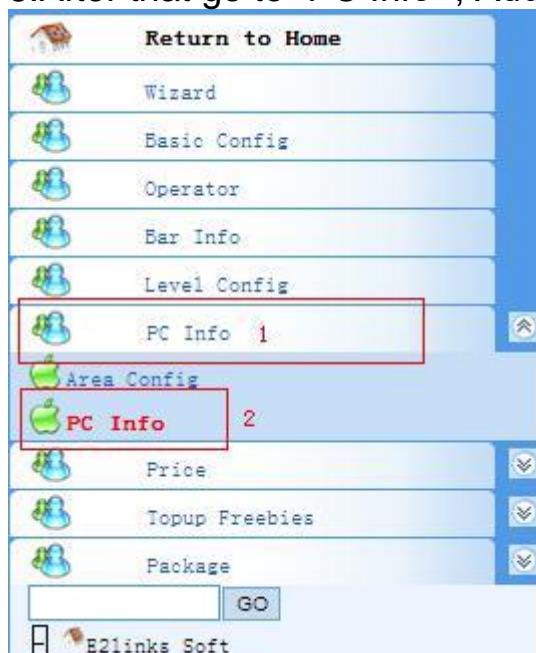 Return to Home
Wizard
Basic Config
Operator
Bar Info
Level Config
PC Info 1
Area Config
PC Info 2
Price
Topup Freebies
Package
GO
E2links Soft